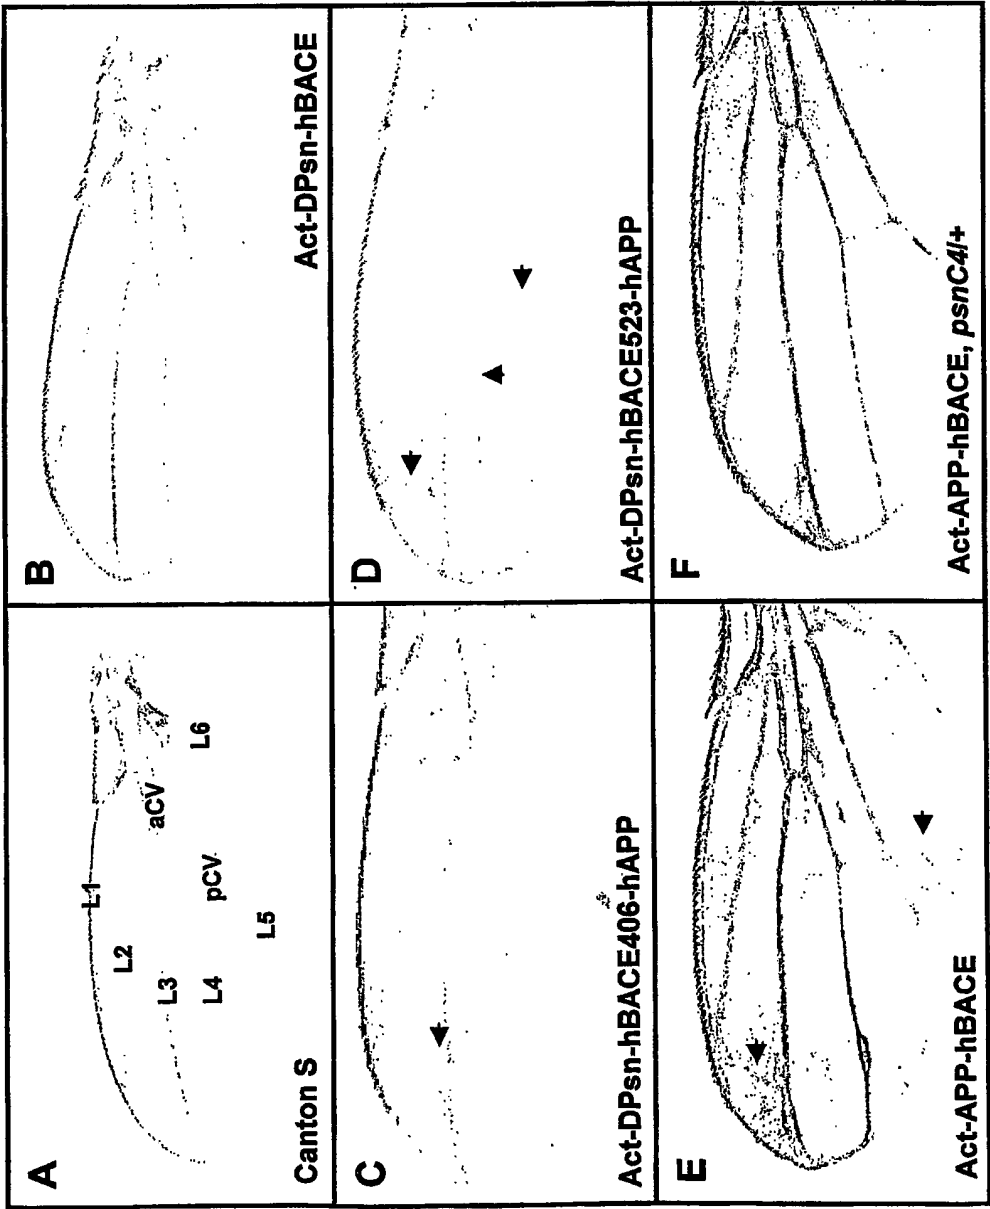 A
L1
L2
L3
L4
L5
L6
aCV
pCV
Canton S
B
Act-DPsn-hBACE
C
Act-DPsn-hBACE406-hAPP
D
Act-DPsn-hBACE523-hAPP
E
Act-APP-hBACE
F
Act-APP-hBACE, psnC4/+